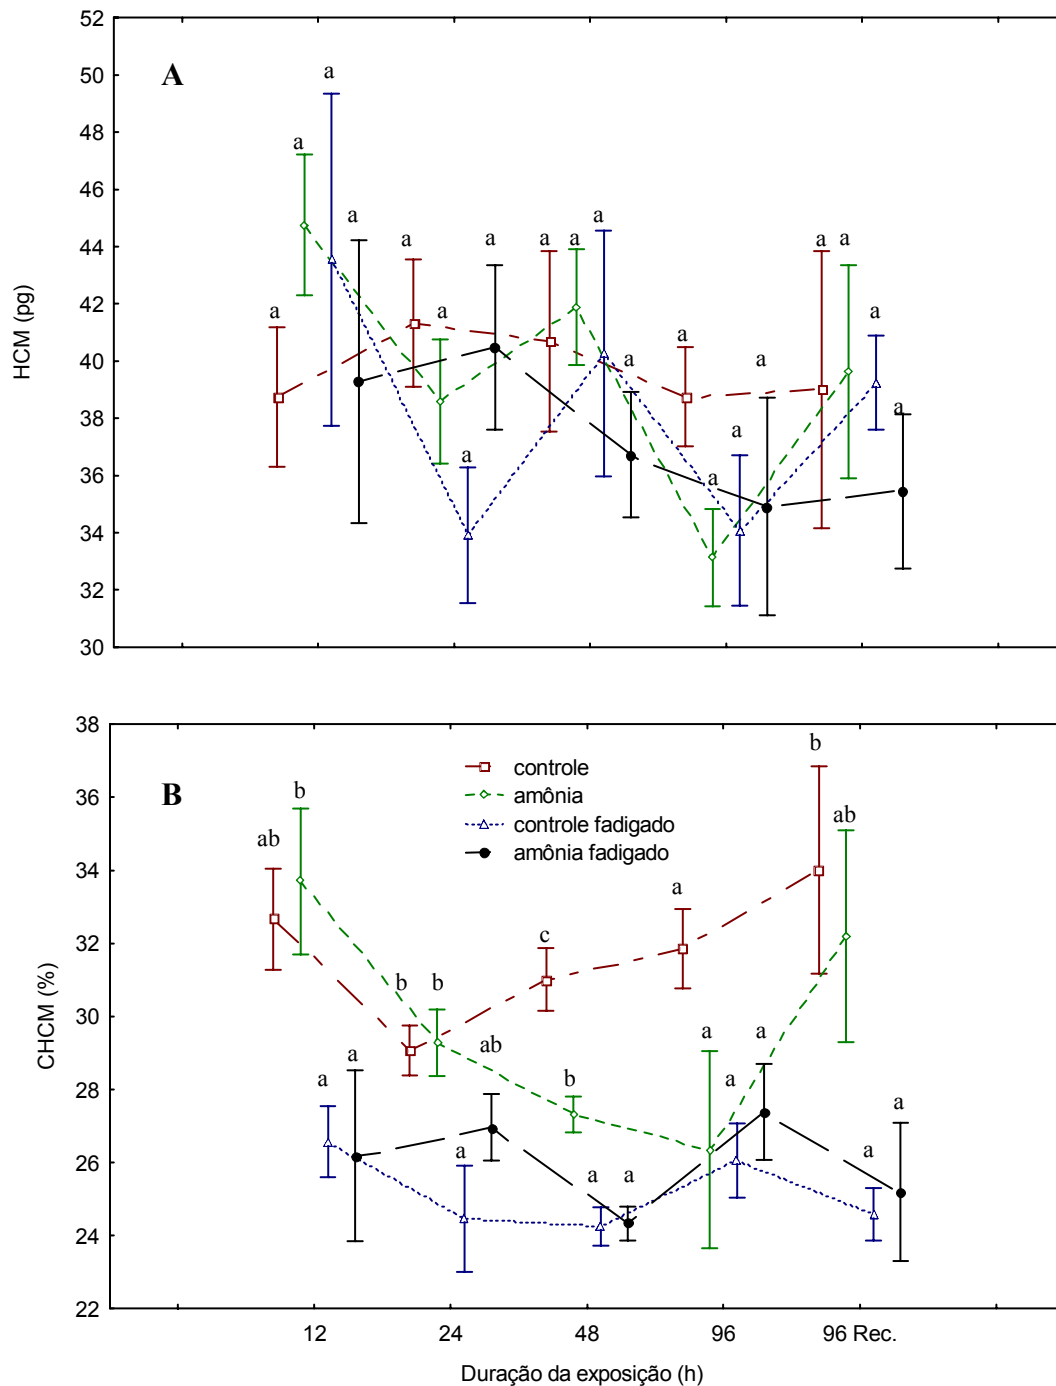 52
A
a
50
a
48
46
a
a
a
44
a
a
a
a
a
HCM (pg)
42
a
a
a
a
40
a
a
38
a
a
36
a
a
34
32
30
38
controle
b
B
amônia
36
b
controle fadigado
ab
ab
amônia fadigado
34
a
CHCM (%)
32
c
b
b
30
ab
a
a
a
28
b
a
a
a
26
a
a
a
a
24
22
12
24
48
96
96 Rec.
Duração da exposição (h)